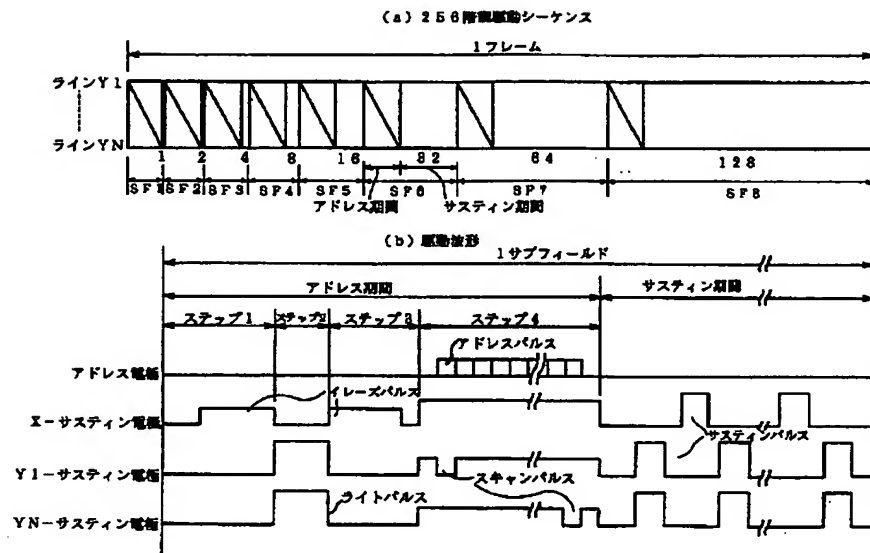 (a) 256階調駆動シーケンス
1フレーム
ラインY1
ラインYN
1 2 4 8 16 32 64 128
SF1 SF2 SF3 SF4 SF5 SF6 SF7 SF8
アドレス期間 サスティン期間
(b) 駆動波形
1サブフィールド
アドレス期間 サスティン期間
ステップ1 ステップ2 ステップ3 ステップ4
アドレスパルス
アドレス電極
イレーズパルス
X-サスティン電極
サスティンパルス
Y1-サスティン電極
スキャンパルス
ライトパルス
YN-サスティン電極